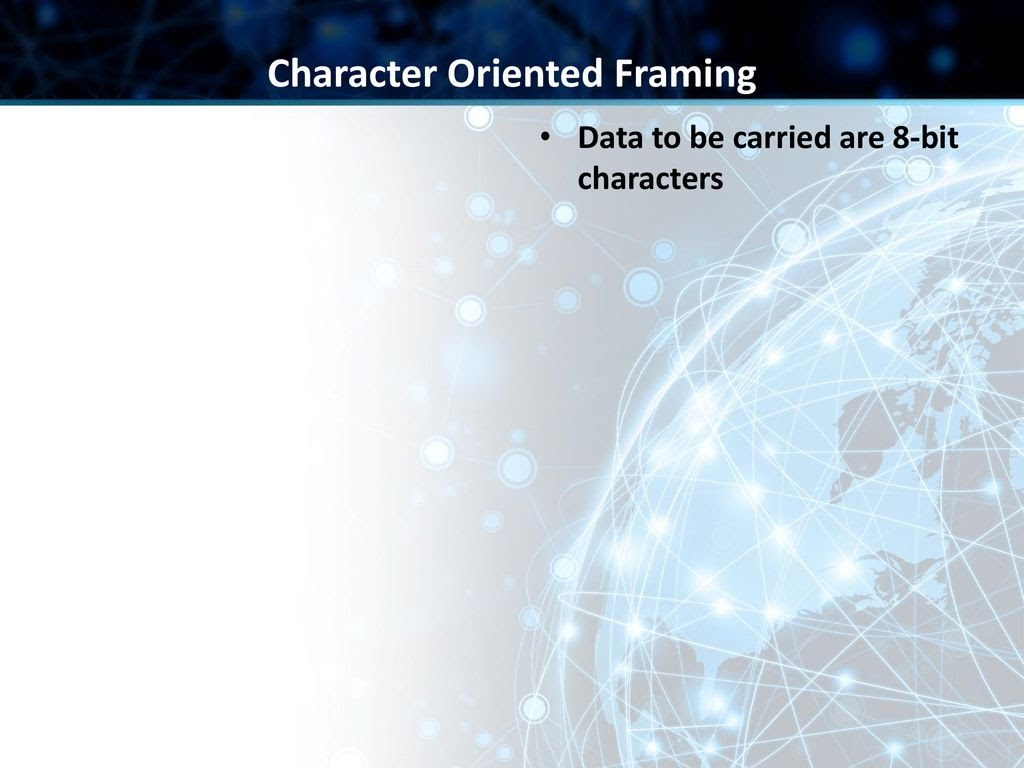 Character Oriented Framing
• Data to be carried are 8-bit
characters